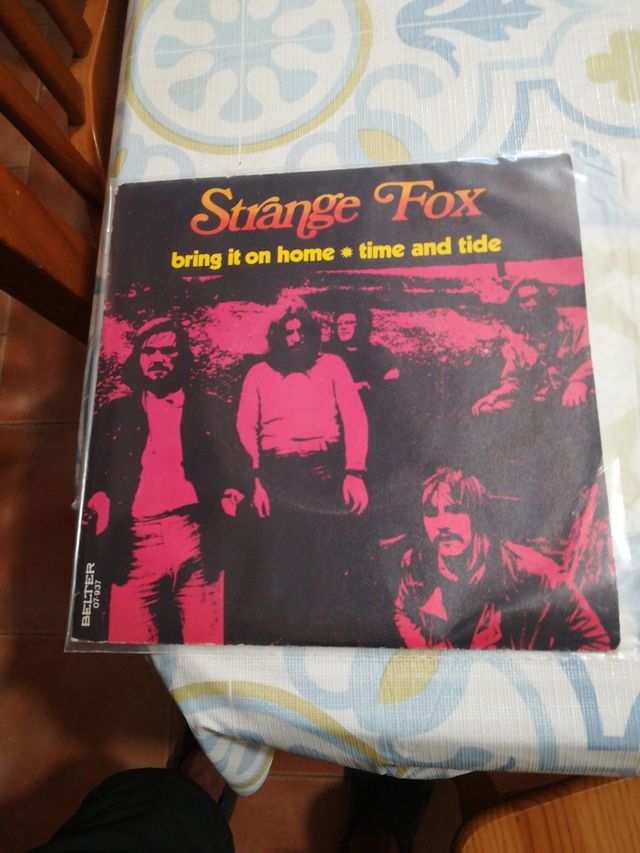 Strange Fox
bring it on home * time and tide
BELTER
07-937